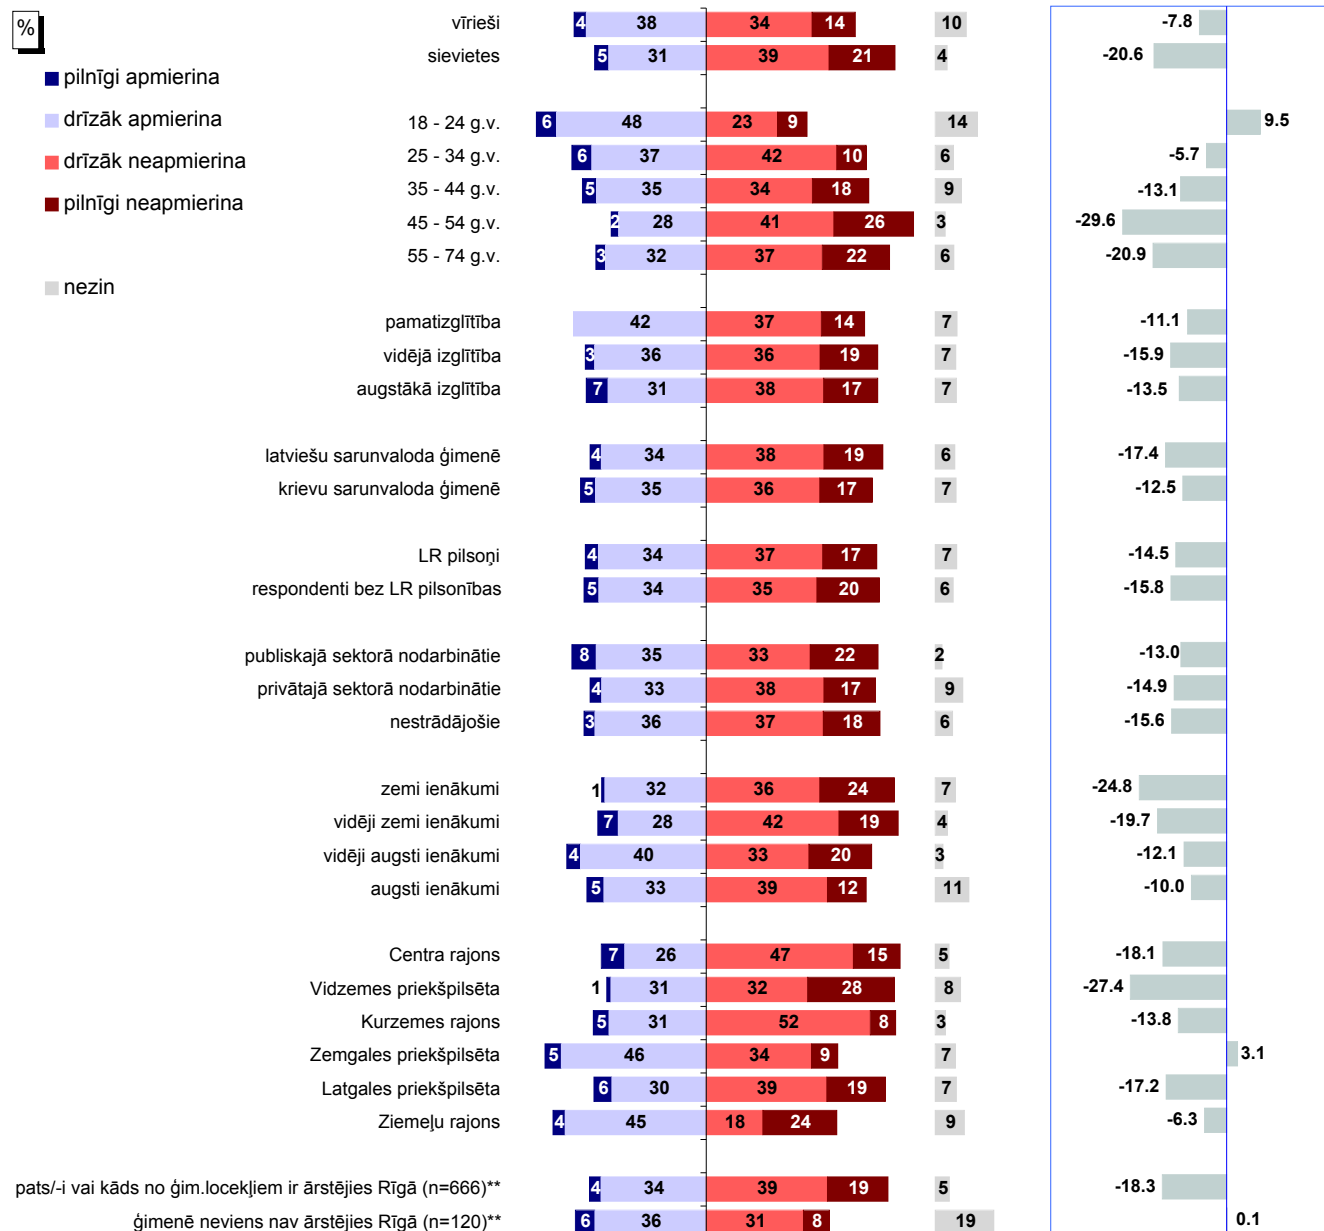 %
pilnīgi apmierina
drīzāk apmierina
drīzāk neapmierina
pilnīgi neapmierina
nezin
vīrieši 4 38 34 14 10 -7.8
sievietes 5 31 39 21 4 -20.6
18 - 24 g.v. 6 48 23 9 14 9.5
25 - 34 g.v. 6 37 42 10 6 -5.7
35 - 44 g.v. 5 35 34 18 9 -13.1
45 - 54 g.v. 2 28 41 26 3 -29.6
55 - 74 g.v. 3 32 37 22 6 -20.9
pamatizglītība 42 37 14 7 -11.1
vidējā izglītība 3 36 36 19 7 -15.9
augstākā izglītība 7 31 38 17 7 -13.5
latviešu sarunvaloda ģimenē 4 34 38 19 6 -17.4
krievu sarunvaloda ģimenē 5 35 36 17 7 -12.5
LR pilsoņi 4 34 37 17 7 -14.5
respondenti bez LR pilsonības 5 34 35 20 6 -15.8
publiskajā sektorā nodarbinātie 8 35 33 22 2 -13.0
privātajā sektorā nodarbinātie 4 33 38 17 9 -14.9
nestrādājošie 3 36 37 18 6 -15.6
zemi ienākumi 1 32 36 24 7 -24.8
vidēji zemi ienākumi 7 28 42 19 4 -19.7
vidēji augsti ienākumi 4 40 33 20 3 -12.1
augsti ienākumi 5 33 39 12 11 -10.0
Centra rajons 7 26 47 15 5 -18.1
Vidzemes priekšpilsēta 1 31 32 28 8 -27.4
Kurzemes rajons 5 31 52 8 3 -13.8
Zemgales priekšpilsēta 5 46 34 9 7 3.1
Latgales priekšpilsēta 6 30 39 19 7 -17.2
Ziemeļu rajons 4 45 18 24 9 -6.3
pats/-i vai kāds no ģim.locekļiem ir ārstējies Rīgā (n=666)** 4 34 39 19 5 -18.3
ģimenē neviens nav ārstējies Rīgā (n=120)** 6 36 31 8 19 0.1